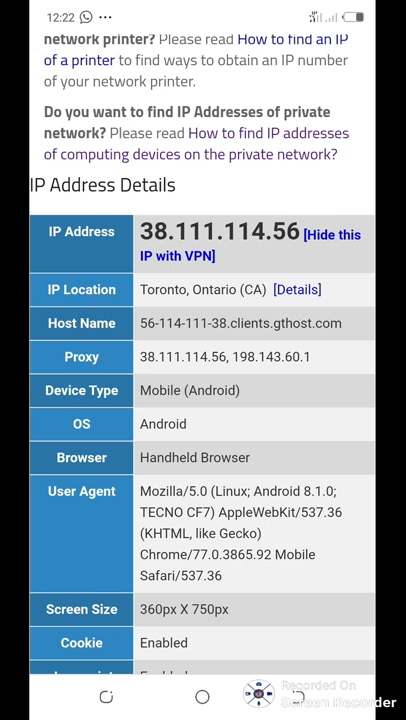 12:22
network printer? Please read How to find an IP
of a printer to find ways to obtain an IP number
of your network printer.
Do you want to find IP Addresses of private
network? Please read How to find IP addresses
of computing devices on the private network?
IP Address Details
IP Address 38.111.114.56 [Hide this
IP with VPN]
IP Location Toronto, Ontario (CA) [Details]
Host Name 56-114-111-38.clients.gthost.com
Proxy 38.111.114.56, 198.143.60.1
Device Type Mobile (Android)
OS Android
Browser Handheld Browser
User Agent Mozilla/5.0 (Linux; Android 8.1.0;
TECNO CF7) AppleWebKit/537.36
(KHTML, like Gecko)
Chrome/77.0.3865.92 Mobile
Safari/537.36
Screen Size 360px X 750px
Cookie Enabled
Recorded On
Screen Recorder